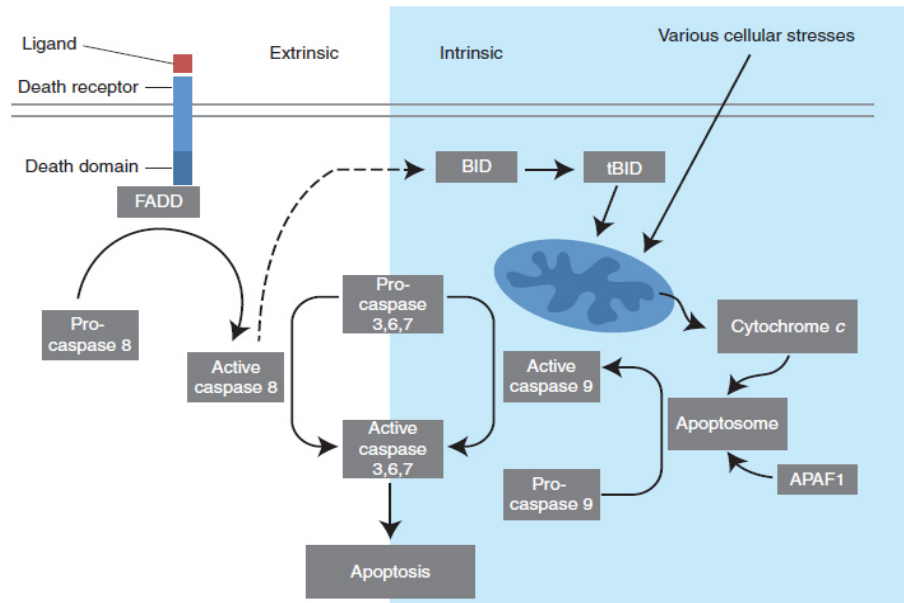 Ligand
Extrinsic
Intrinsic
Various cellular stresses
Death receptor
Death domain
FADD
BID
tBID
Pro-
caspase 8
Active
caspase 8
Pro-
caspase
3,6,7
Active
caspase
3,6,7
Apoptosis
Active
caspase 9
Pro-
caspase 9
Cytochrome c
Apoptosome
APAF1